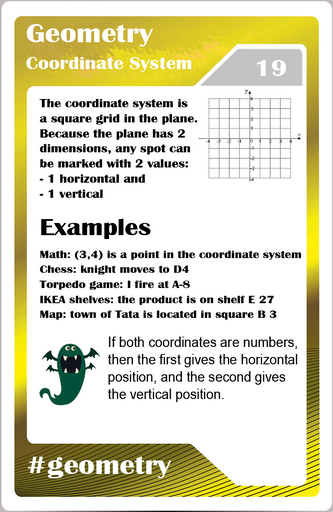 Geometry
Coordinate System
19
The coordinate system is
a square grid in the plane.
Because the plane has 2
dimensions, any spot can
be marked with 2 values:
- 1 horizontal and
- 1 vertical
Examples
Math: (3,4) is a point in the coordinate system
Chess: knight moves to D4
Torpedo game: I fire at A-8
IKEA shelves: the product is on shelf E 27
Map: town of Tata is located in square B 3
If both coordinates are numbers,
then the first gives the horizontal
position, and the second gives
the vertical position.
#geometry